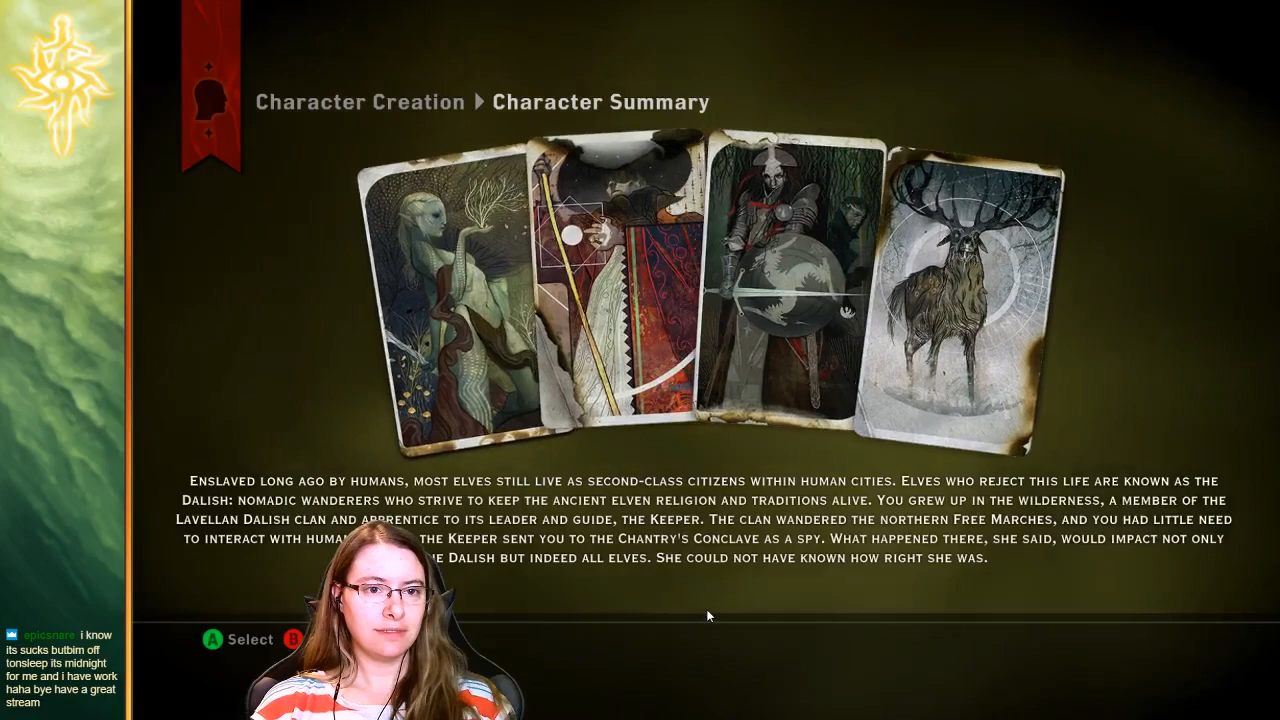 Character Creation Character Summary
Enslaved long ago by humans, most elves still live as second-class citizens within human cities. Elves who reject this life are known as the
Dalish: nomadic wanderers who strive to keep the ancient elven religion and traditions alive. You grew up in the wilderness, a member of the
Lavellan Dalish clan and apprentice to its leader and guide, the Keeper. The clan wandered the northern Free Marches, and you had little need
to interact with the Keeper sent you to the Chantry's Conclave as a spy. What happened there, she said, would impact not only
Dalish but indeed all elves. She could not have known how right she was.
A Select B
epicsnare i know
its sucks butbim off
tonsleep its midnight
for me and i have work
haha bye have a great
stream